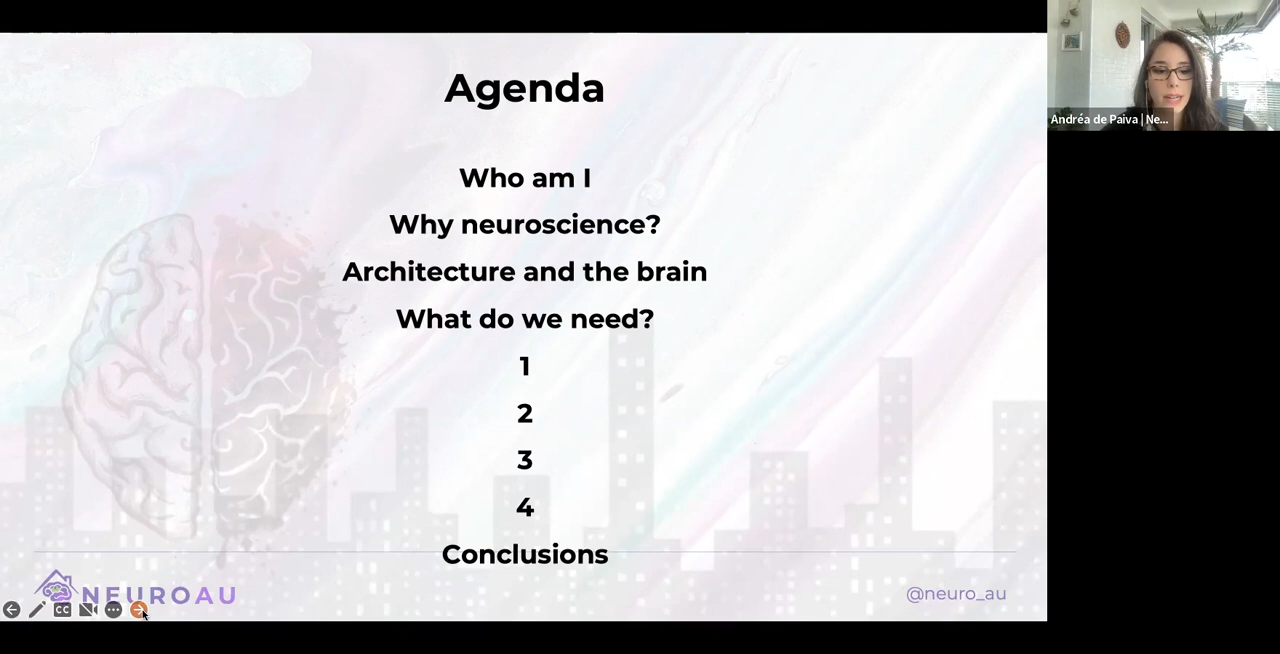 Agenda
Who am I
Why neuroscience?
Architecture and the brain
What do we need?
1
2
3
4
Conclusions
NEUROAU
@neuro_au
CC
Andréa de Paiva | Ne...